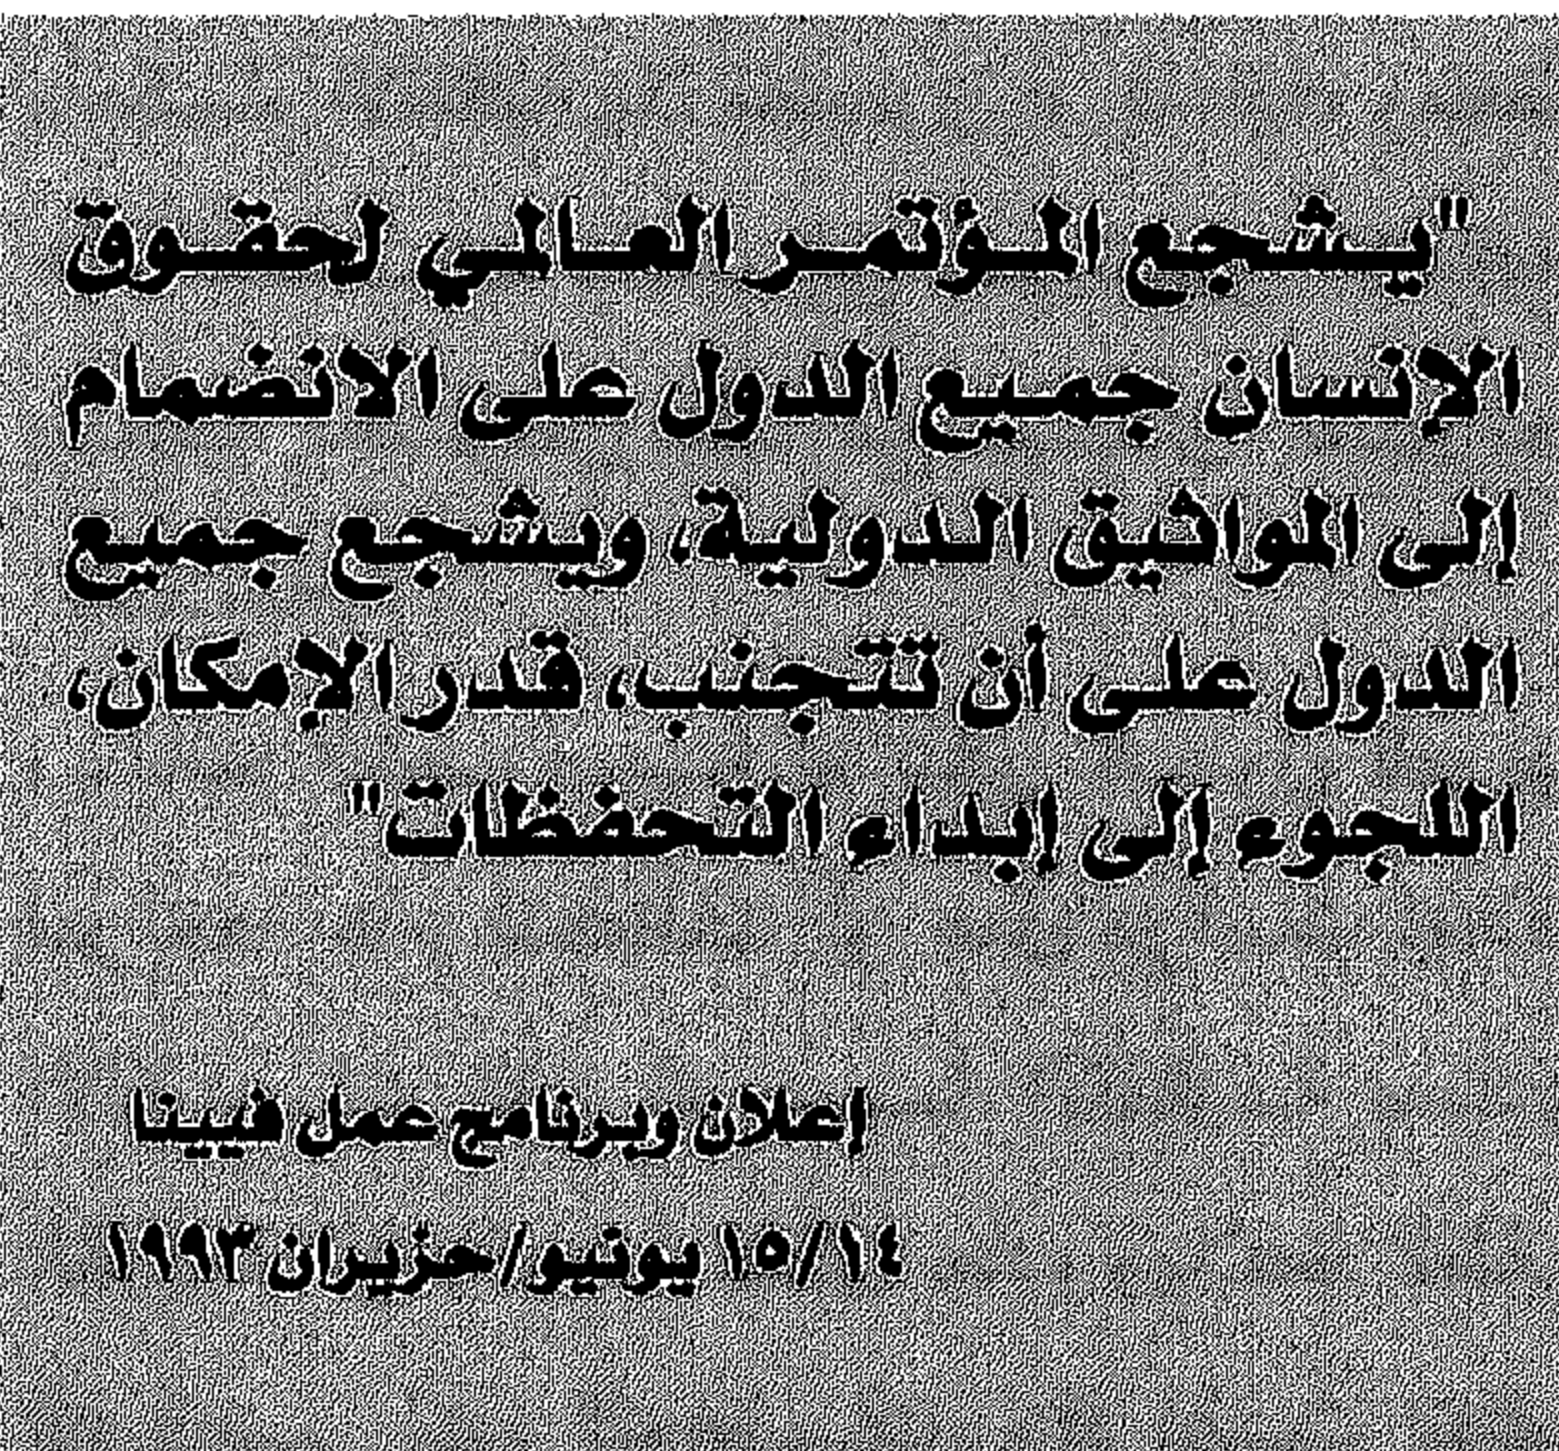 "يشجع المؤتمر العالمي لحقوق
الإنسان جميع الدول على الانضمام
إلى المواثيق الدولية، ويشجع جميع
الدول على أن تتجنب، قدر الإمكان،
اللجوء إلى إبداء التحفظات"
إعلان وبرنامج عمل فيينا
١٥/١٤ يونيو/حزيران ١٩٩٣